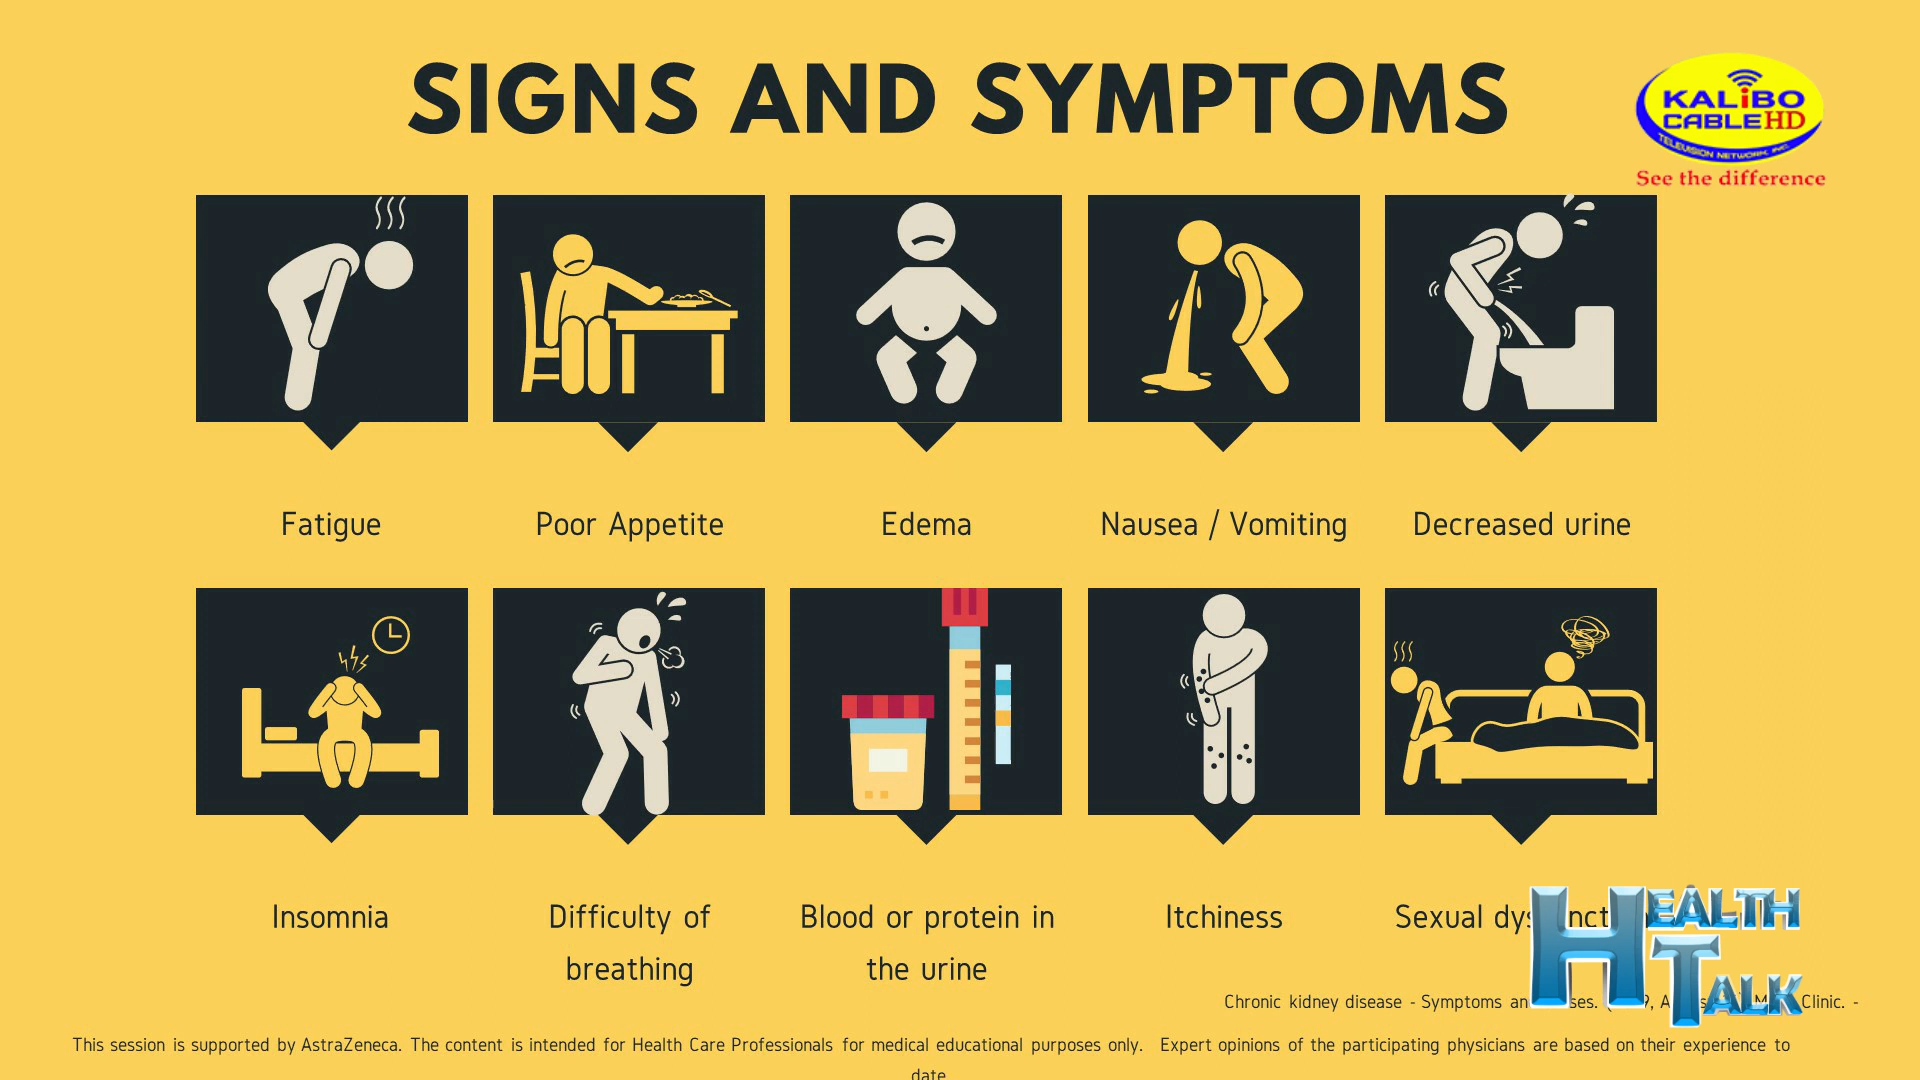 SIGNS AND SYMPTOMS
KALiBO
CABLEHD
TELEVISION NETWORK, INC.
See the difference
Fatigue
Poor Appetite
Edema
Nausea / Vomiting
Decreased urine
Insomnia
Difficulty of
breathing
Blood or protein in
the urine
Itchiness
Sexual
HEALTH
TALK
Chronic kidney disease - Symptoms Clinic. -
This session is supported by AstraZeneca. The content is intended for Health Care Professionals for medical educational purposes only. Expert opinions of the participating physicians are based on their experience to
date